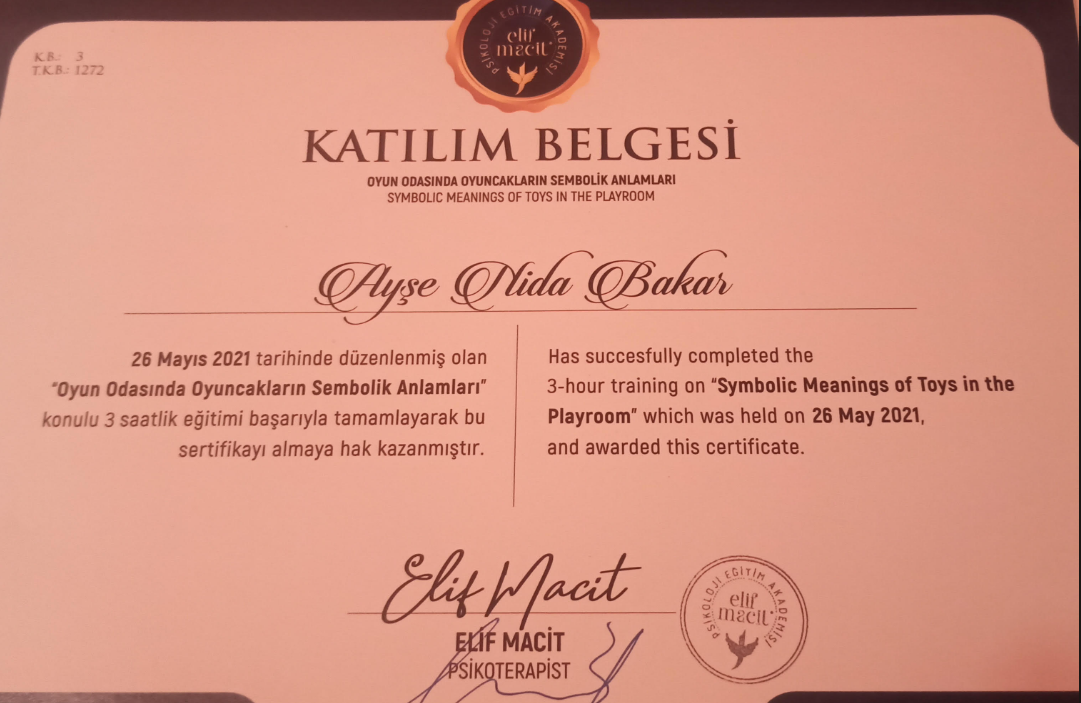 K.B.: 3
T.K.B.: 1272
PSİKOLOJİ EĞİTİM AKADEMİSİ
elif
macit
KATILIM BELGESİ
OYUN ODASINDA OYUNCAKLARIN SEMBOLİK ANLAMLARI
SYMBOLIC MEANINGS OF TOYS IN THE PLAYROOM
Ayşe Nida Bakar
26 Mayıs 2021 tarihinde düzenlenmiş olan
"Oyun Odasında Oyuncakların Sembolik Anlamları"
konulu 3 saatlik eğitimi başarıyla tamamlayarak bu
sertifikayı almaya hak kazanmıştır.
Has succesfully completed the
3-hour training on "Symbolic Meanings of Toys in the
Playroom" which was held on 26 May 2021,
and awarded this certificate.
Elif Macit
ELİF MACİT
PSİKOTERAPİST
PSİKOLOJİ EĞİTİM AKADEMİSİ
elif
macit